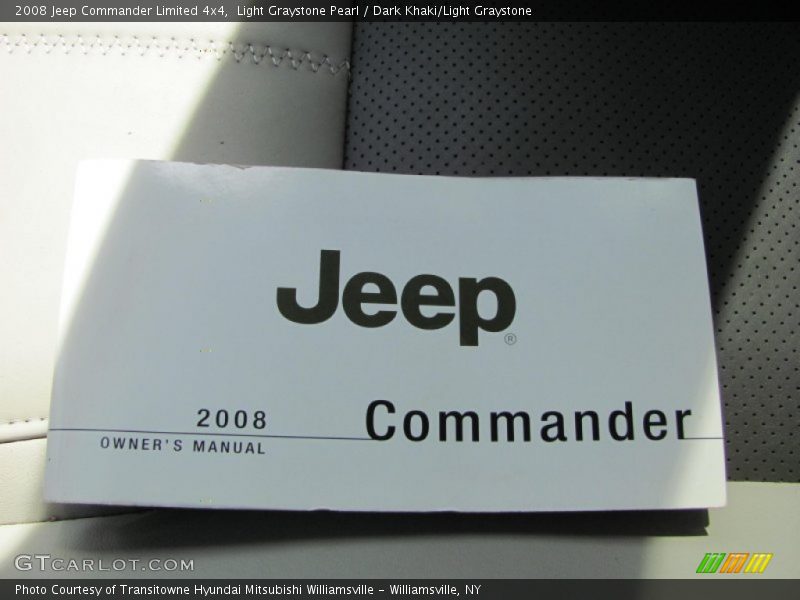 2008 Jeep Commander Limited 4x4,  Light Graystone Pearl / Dark Khaki/Light Graystone
Jeep®
2008
Commander
OWNER'S MANUAL
GTCARLOT.COM
Photo Courtesy of Transitowne Hyundai Mitsubishi Williamsville - Williamsville, NY